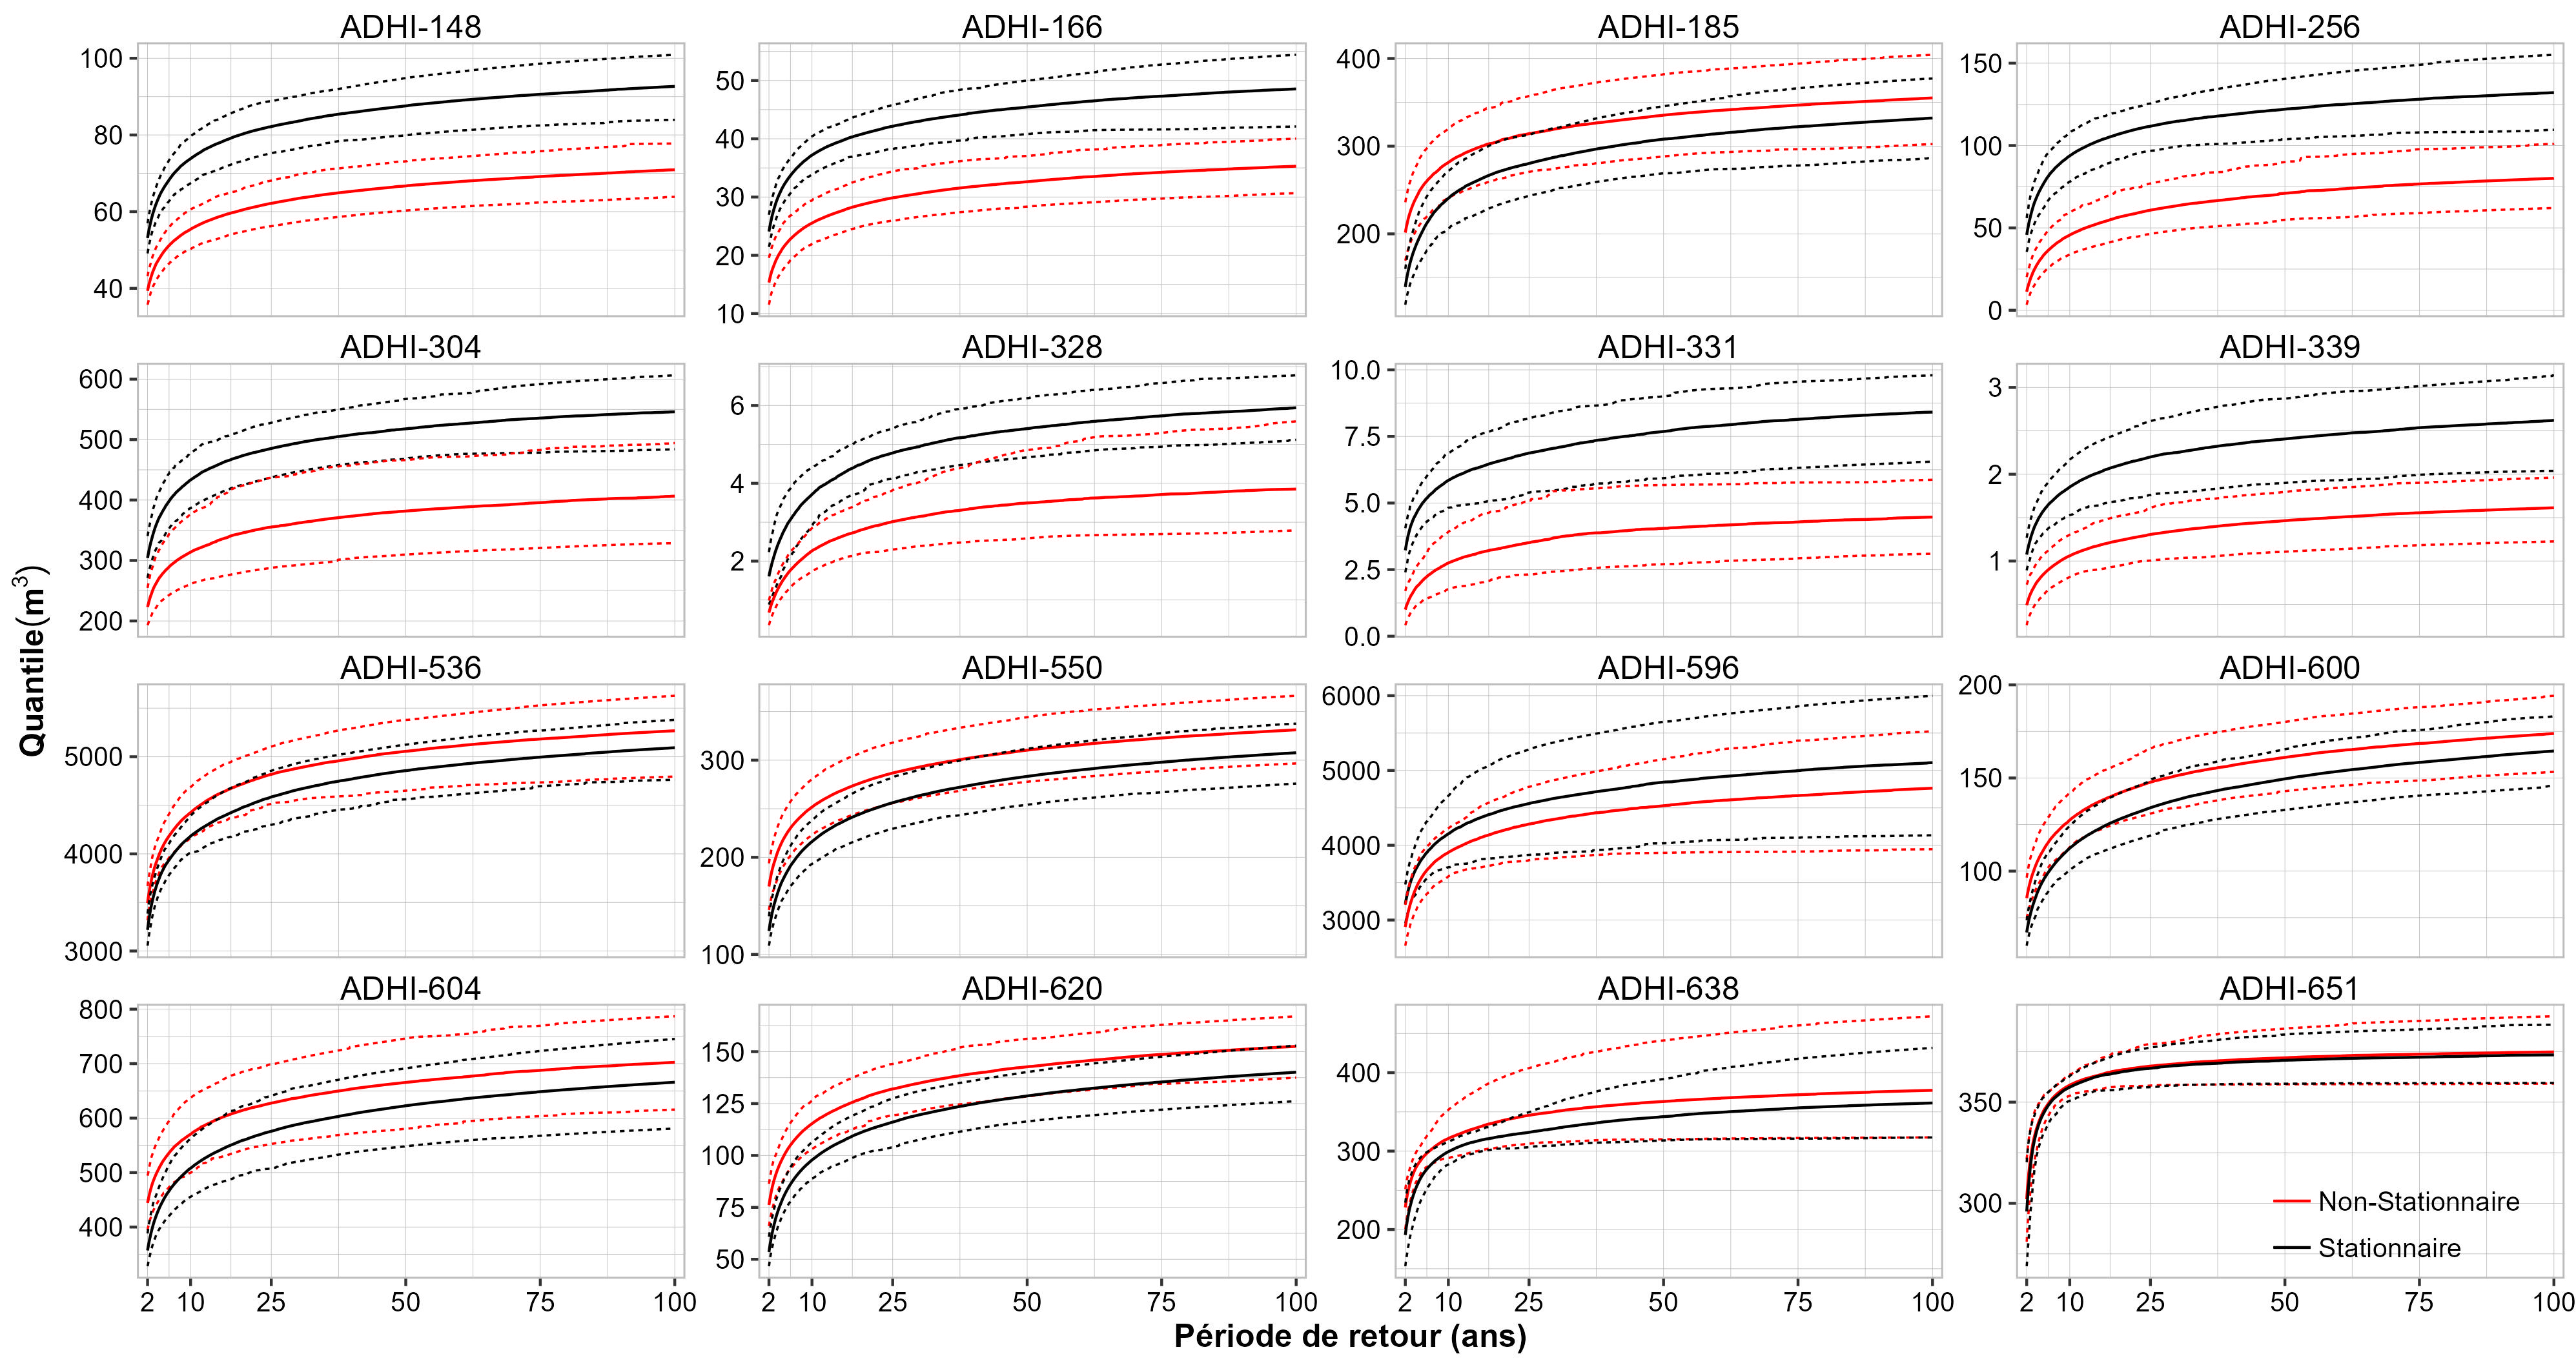 ADHI-148 ADHI-166 ADHI-185 ADHI-256
100 80 60 40
50 40 30 20 10
400 300 200
150 100 50 0
ADHI-304 ADHI-328 ADHI-331 ADHI-339
600 500 400 300 200
6 4 2
10.0 7.5 5.0 2.5 0.0
3 2 1
Quantile(m³)
ADHI-536 ADHI-550 ADHI-596 ADHI-600
5000 4000 3000
300 200 100
6000 5000 4000 3000
200 150 100
ADHI-604 ADHI-620 ADHI-638 ADHI-651
800 700 600 500 400
150 125 100 75 50
400 300 200
350 300
Non-Stationnaire
Stationnaire
2 10 25 50 75 100 2 10 25 50 75 100 2 10 25 50 75 100 2 10 25 50 75 100
Période de retour (ans)